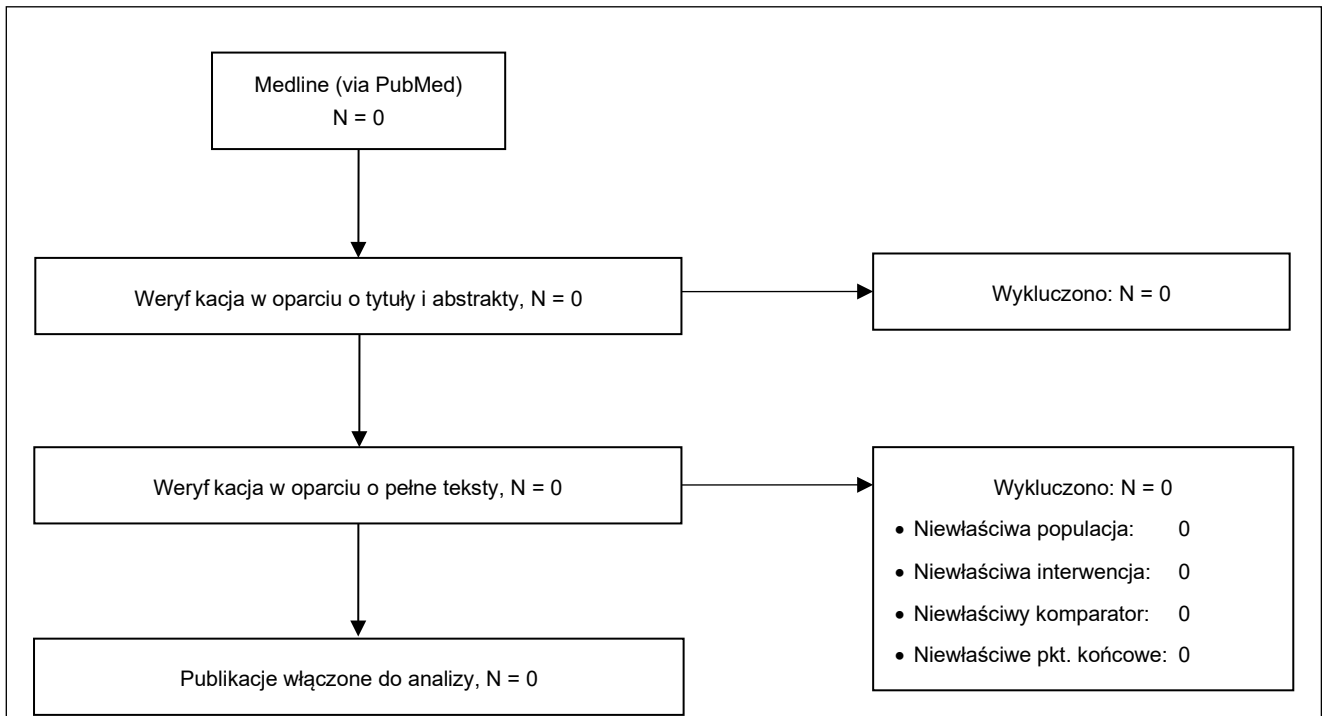 Medline (via PubMed)
N = 0
Weryf kacja w oparciu o tytuły i abstrakty, N = 0
Wykluczono: N = 0
Weryf kacja w oparciu o pełne teksty, N = 0
Wykluczono: N = 0
• Niewłaściwa populacja: 0
• Niewłaściwa interwencja: 0
• Niewłaściwy komparator: 0
• Niewłaściwe pkt. końcowe: 0
Publikacje włączone do analizy, N = 0